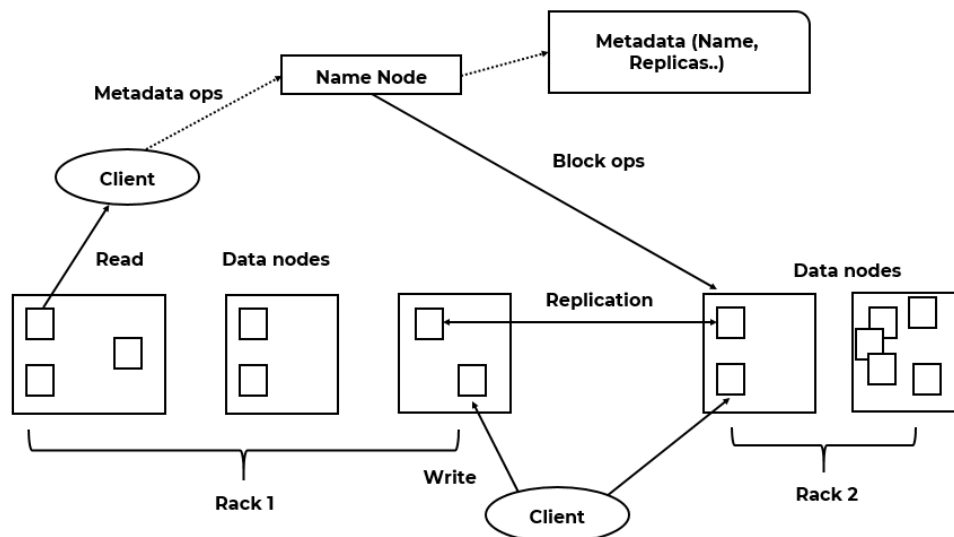 Metadata (Name,
Replicas..)
Name Node
Metadata ops
Block ops
Client
Read
Data nodes
Data nodes
Replication
Write
Rack 1
Rack 2
Client